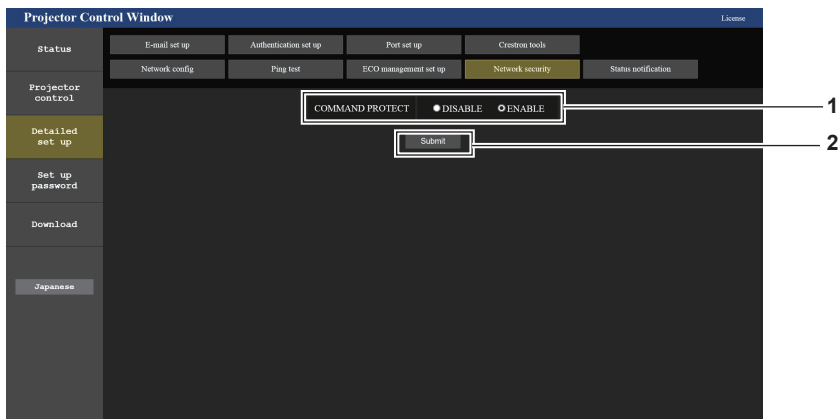 Projector Control Window
License
Status
E-mail set up
Authentication set up
Port set up
Crestron tools
Network config
Ping test
ECO management set up
Network security
Status notification
Projector
control
COMMAND PROTECT
DISABLE
ENABLE
1
Detailed
set up
Submit
2
Set up
password
Download
Japanese